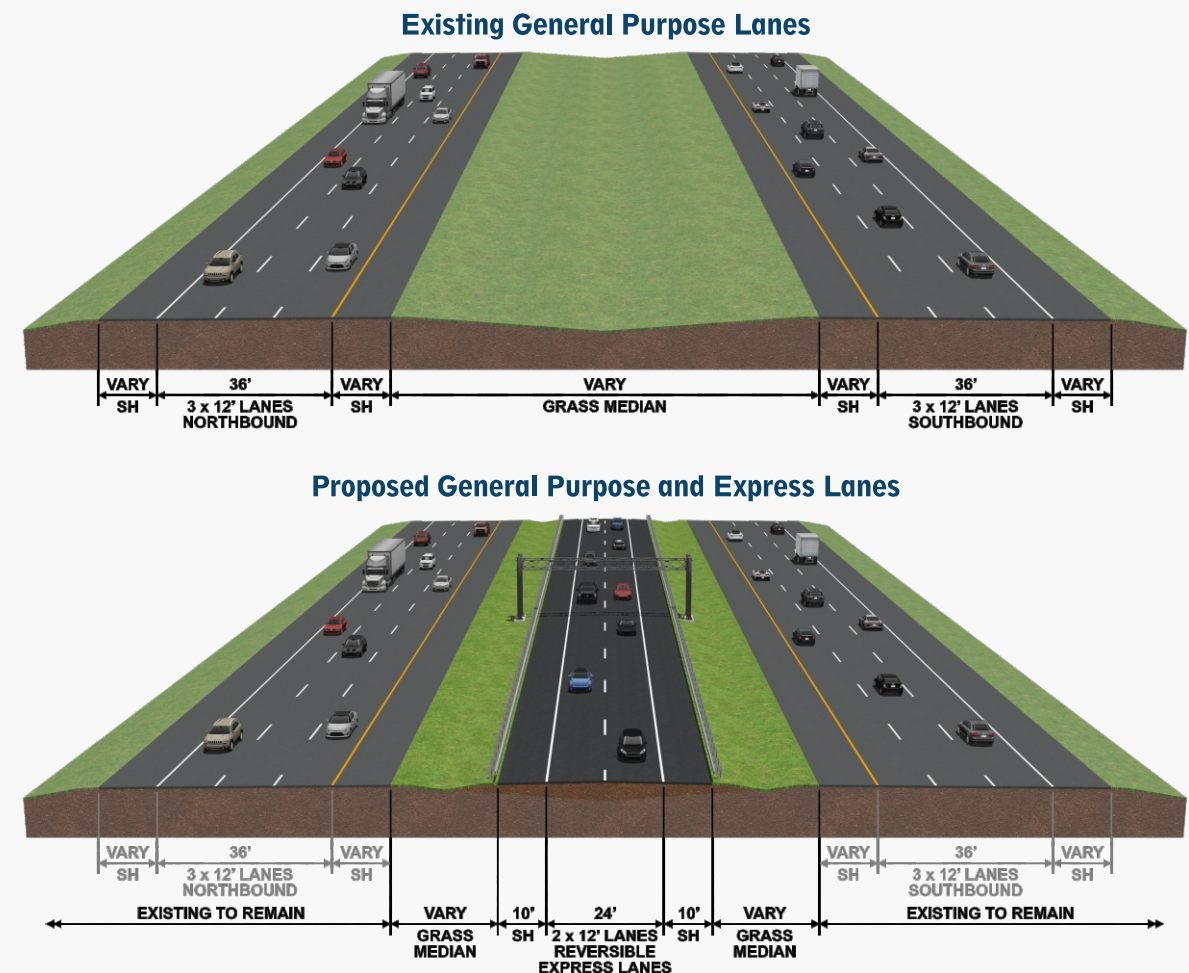 Existing General Purpose Lanes
VARY 36' VARY VARY VARY 36' VARY
SH 3 x 12' LANES SH GRASS MEDIAN SH 3 x 12' LANES SH
NORTHBOUND SOUTHBOUND
Proposed General Purpose and Express Lanes
VARY 36' VARY VARY 36' VARY
SH 3 x 12' LANES SH SH 3 x 12' LANES SH
NORTHBOUND SOUTHBOUND
EXISTING TO REMAIN VARY 10' 24' 10' VARY EXISTING TO REMAIN
GRASS SH 2 x 12' LANES SH GRASS
MEDIAN REVERSIBLE MEDIAN
EXPRESS LANES